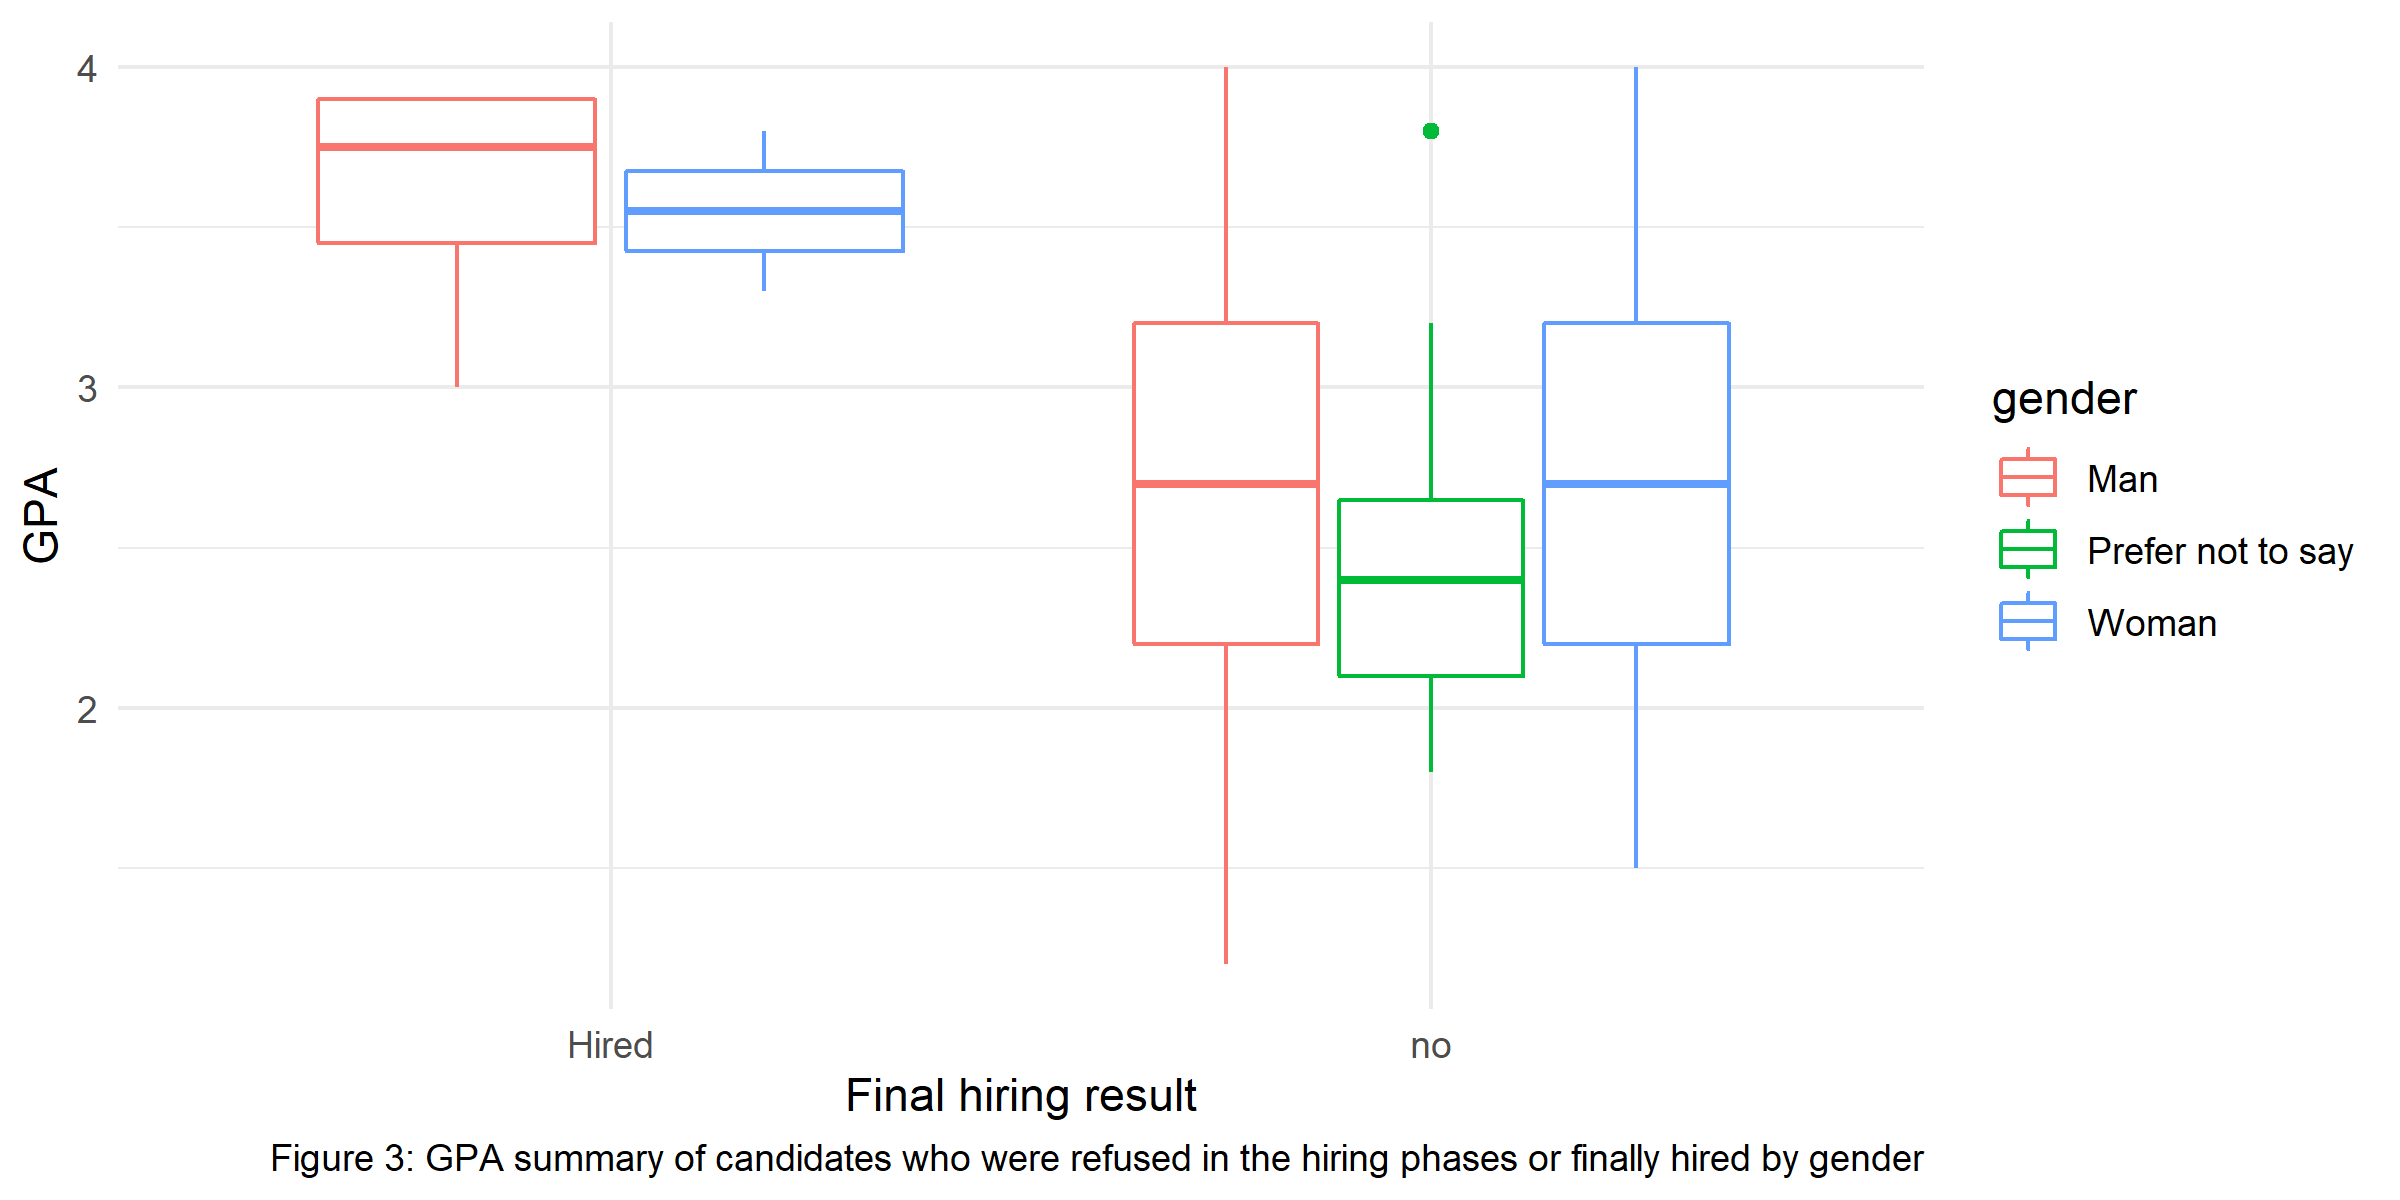 4
3
2
GPA
Hired
no
Final hiring result
Figure 3: GPA summary of candidates who were refused in the hiring phases or finally hired by gender
gender
Man
Prefer not to say
Woman